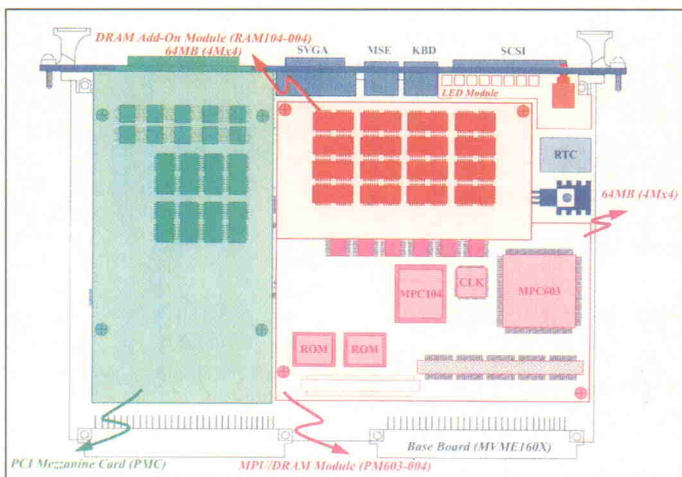 DRAM Add-On Module (RAM104-004)
64MB (4Mx4)
SVGA
MSE
KBD
SCSI
LED Module
RTC
64MB (4Mx4)
MPC104
CLK
MPC603
ROM
ROM
Base Board (MVME160X)
PCI Mezzanine Card (PMC)
MPU/DRAM Module (PM603-004)